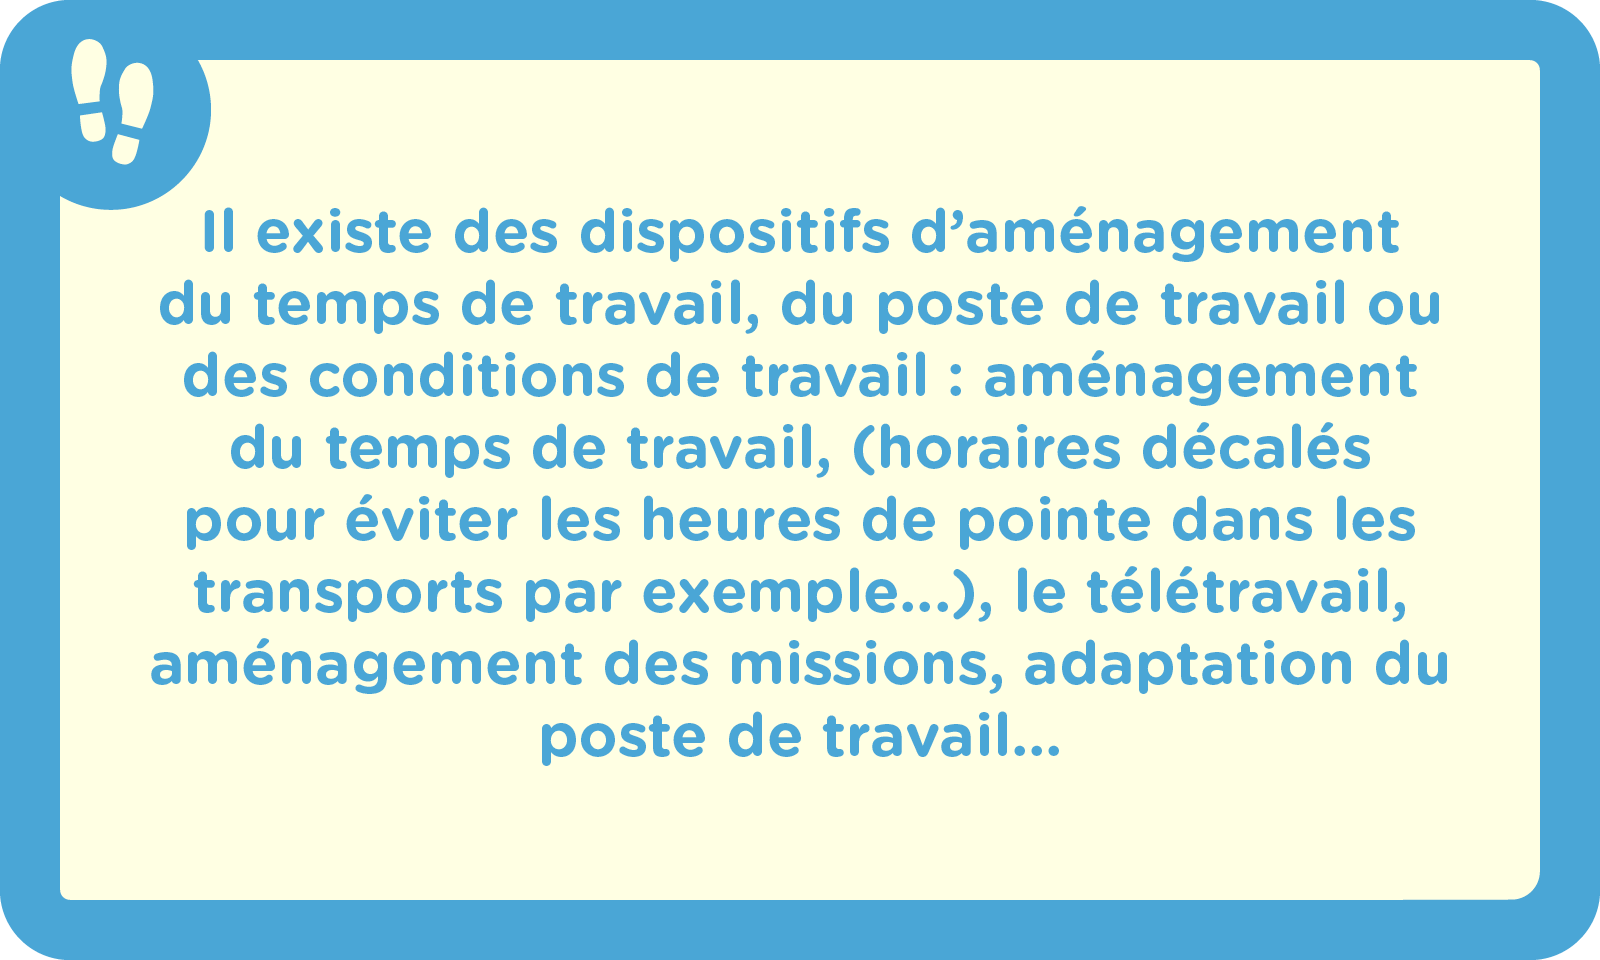 Il existe des dispositifs d’aménagement
du temps de travail, du poste de travail ou
des conditions de travail : aménagement
du temps de travail, (horaires décalés
pour éviter les heures de pointe dans les
transports par exemple...), le télétravail,
aménagement des missions, adaptation du
poste de travail...